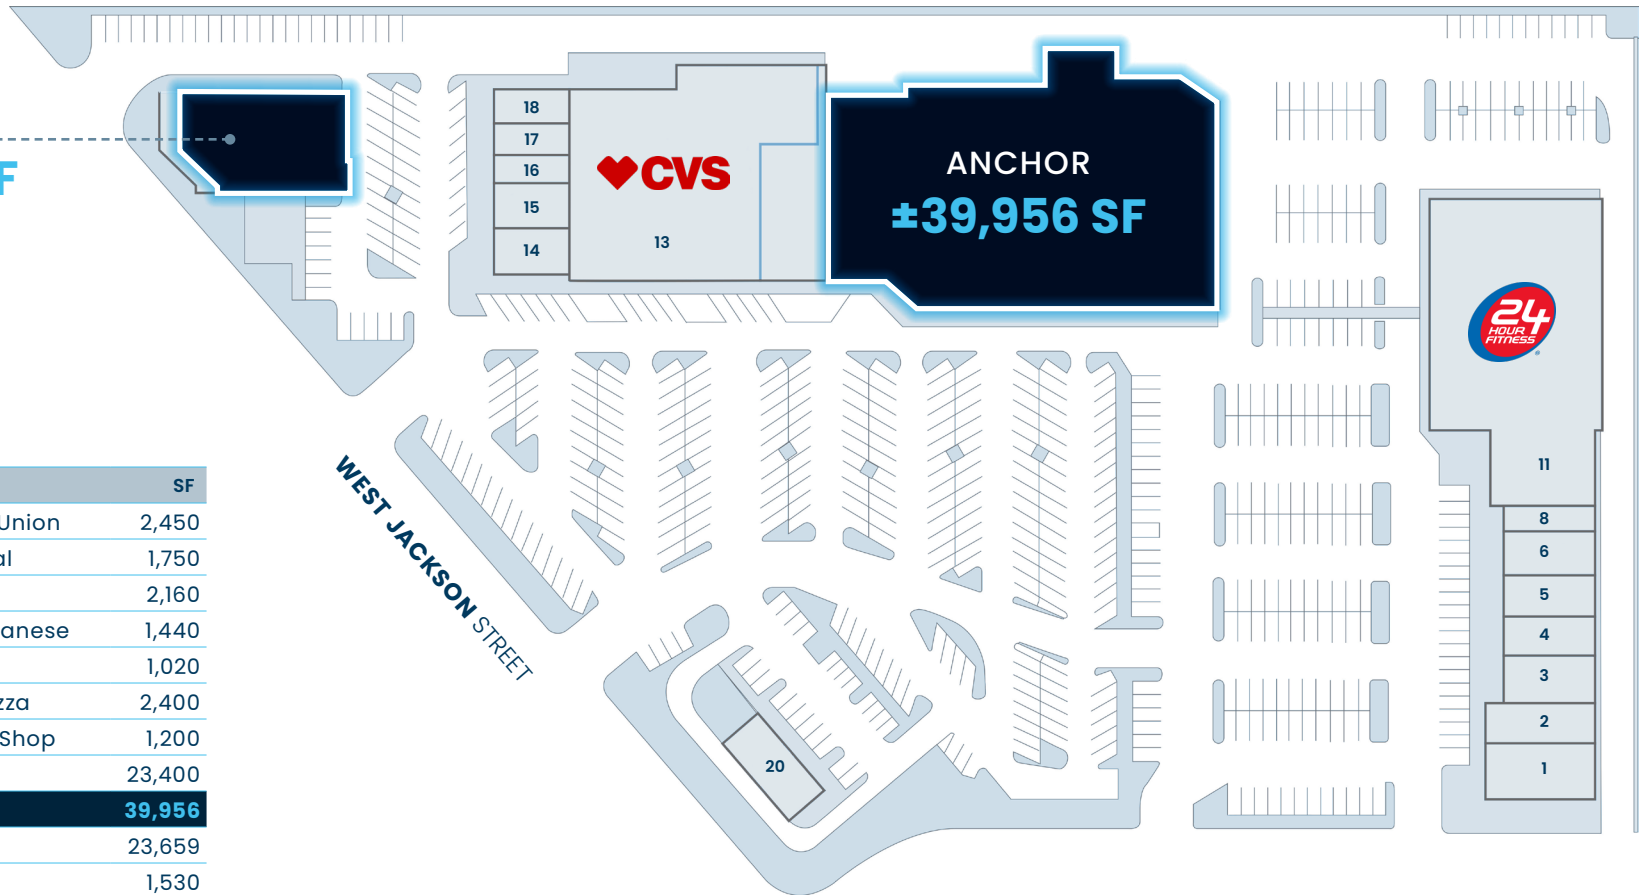 18
17
16
15
14
CVS
13
ANCHOR
±39,956 SF
F
24
HOUR
FITNESS
11
8
6
5
4
3
2
1
20
WEST JACKSON STREET
SF
Union 2,450
al 1,750
2,160
anese 1,440
1,020
zza 2,400
Shop 1,200
23,400
39,956
23,659
1,530